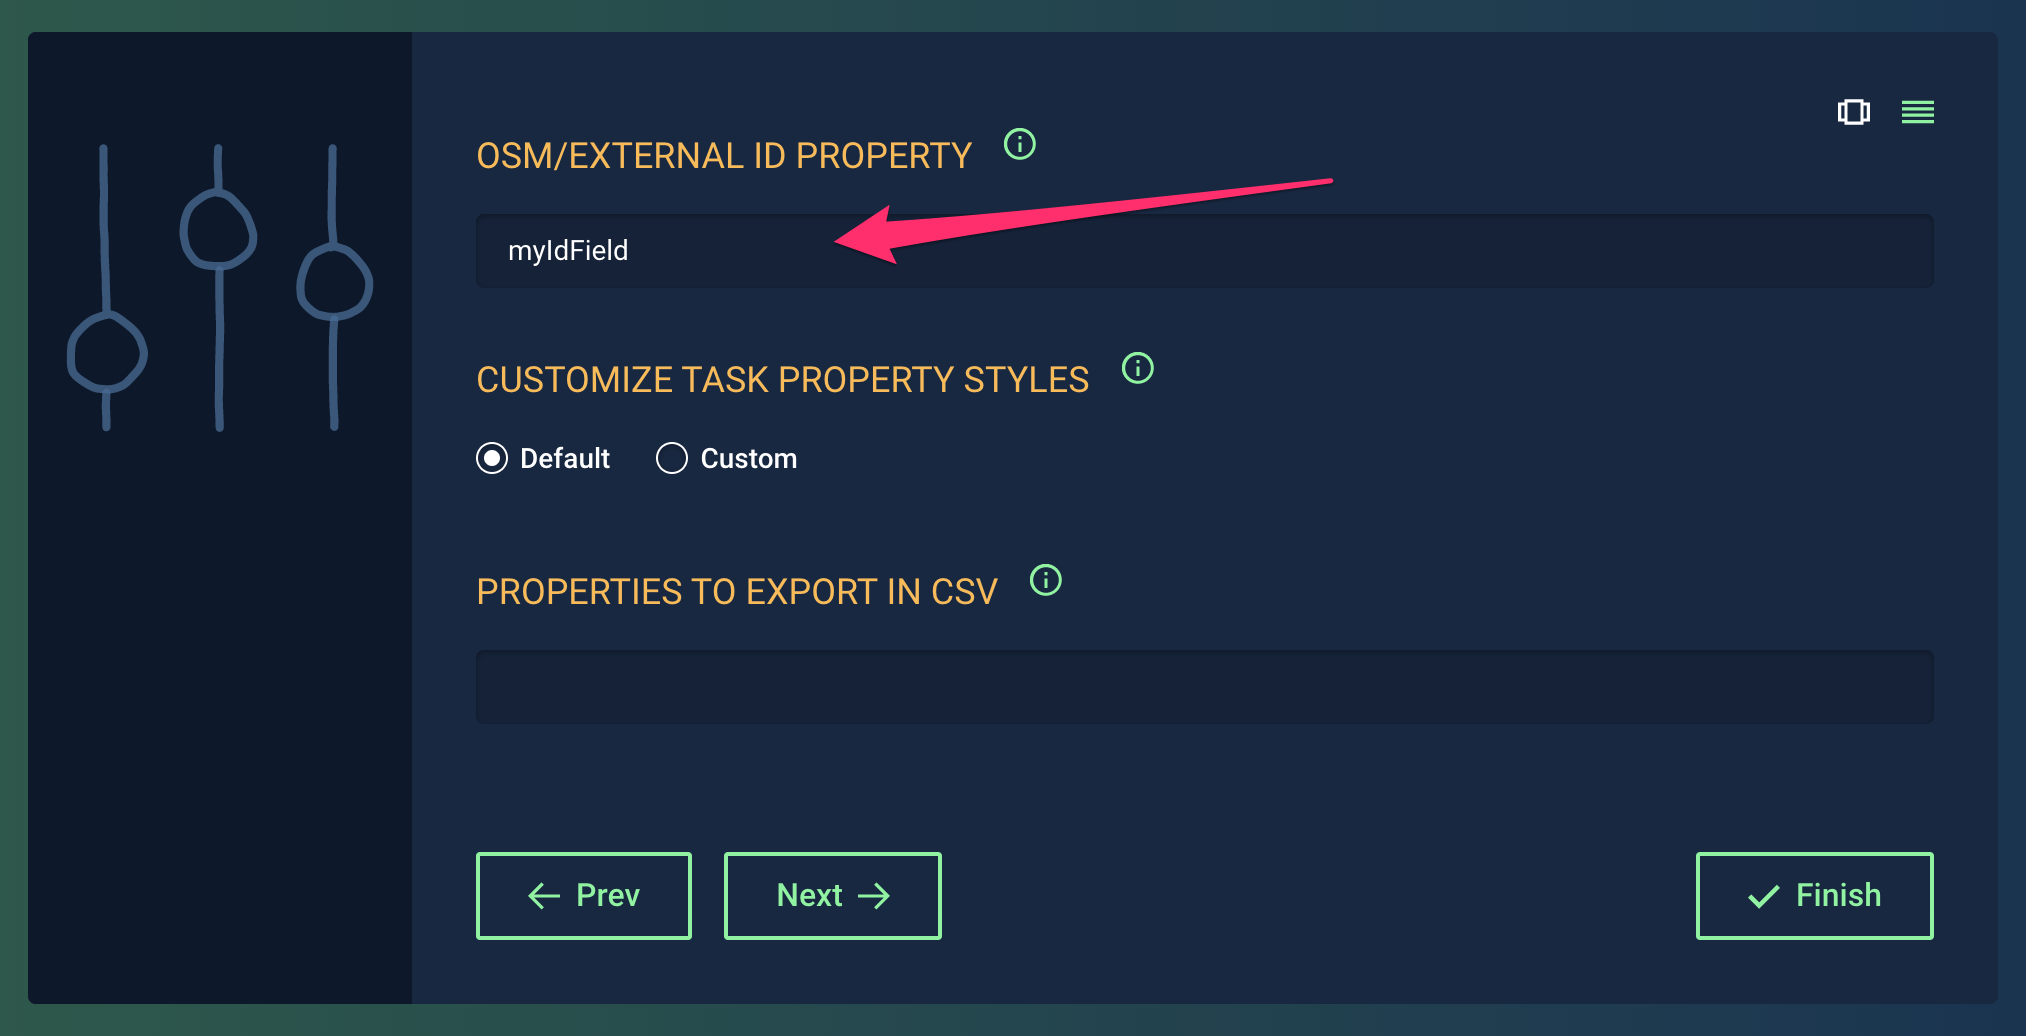 OSM/EXTERNAL ID PROPERTY
myIdField
CUSTOMIZE TASK PROPERTY STYLES
Default Custom
PROPERTIES TO EXPORT IN CSV
Prev Next Finish